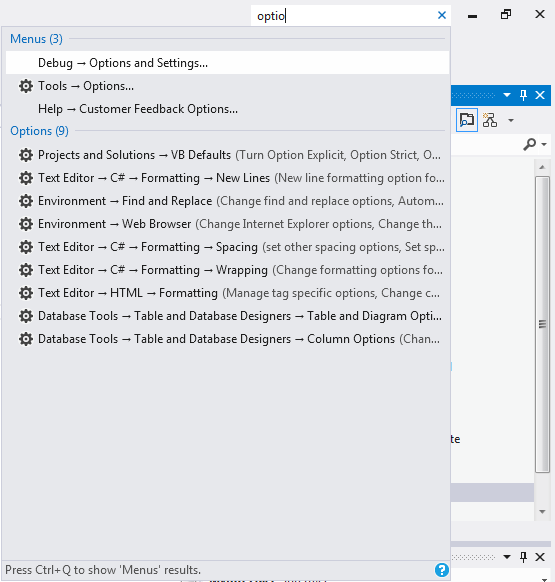 optio
Menus (3)
Debug → Options and Settings...
Tools → Options...
Help → Customer Feedback Options...
Options (9)
Projects and Solutions → VB Defaults (Turn Option Explicit, Option Strict, O...
Text Editor → C# → Formatting → New Lines (New line formatting option fo...
Environment → Find and Replace (Change find and replace options, Autom...
Environment → Web Browser (Change Internet Explorer options, Change th...
Text Editor → C# → Formatting → Spacing (set other spacing options, Set sp...
Text Editor → C# → Formatting → Wrapping (Change formatting options fo...
Text Editor → HTML → Formatting (Manage tag specific options, Change c...
Database Tools → Table and Database Designers → Table and Diagram Opti...
Database Tools → Table and Database Designers → Column Options (Chan...
te
Press Ctrl+Q to show 'Menus' results.